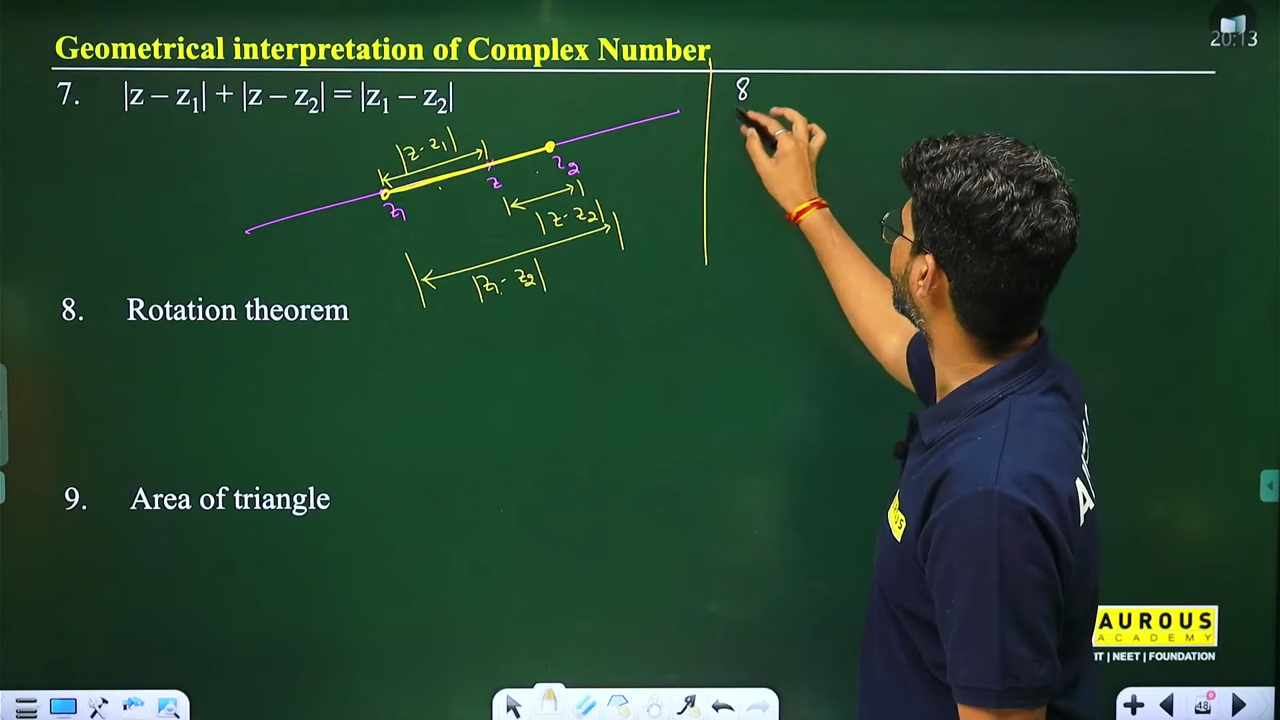 20:13
Geometrical interpretation of Complex Number
7. |z – z₁| + |z – z₂| = |z₁ – z₂|
8
|z-z₁|
z₂
z
z₁
|z-z₂|
|z₁-z₂|
8. Rotation theorem
9. Area of triangle
AUROUS
ACADEMY
IIT | NEET | FOUNDATION
48